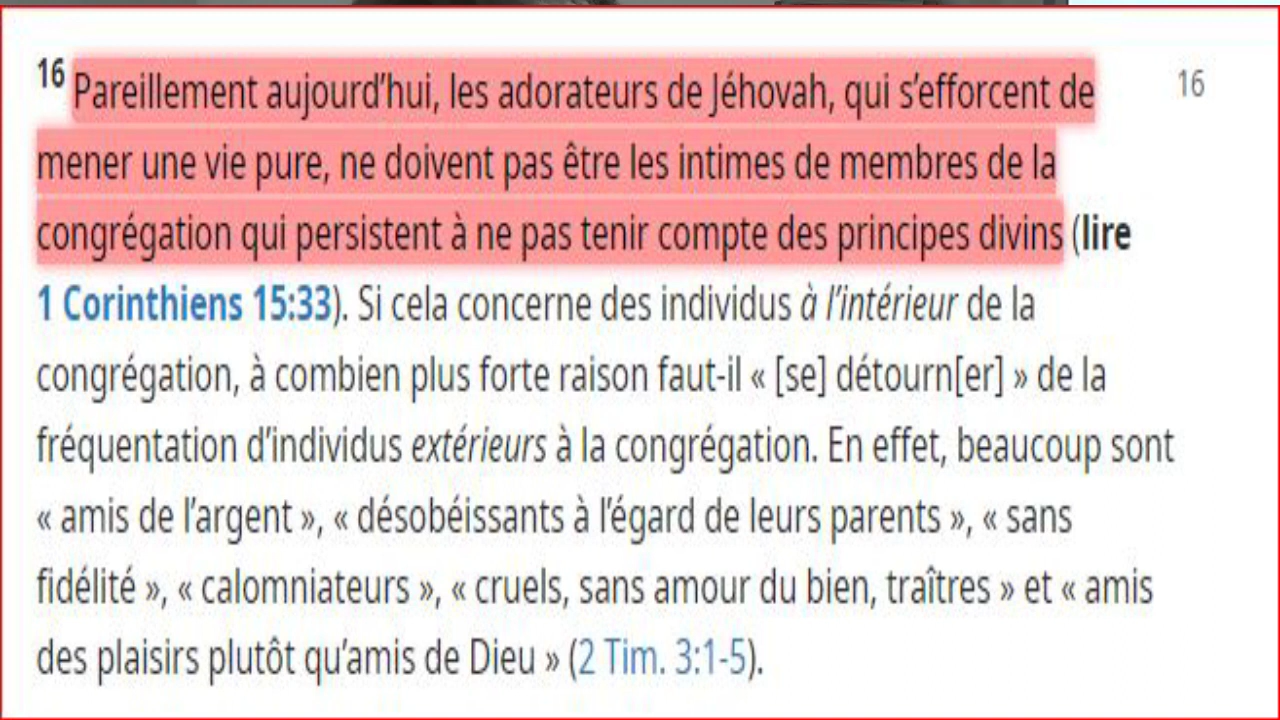 16 Pareillement aujourd’hui, les adorateurs de Jéhovah, qui s’efforcent de 16
mener une vie pure, ne doivent pas être les intimes de membres de la
congrégation qui persistent à ne pas tenir compte des principes divins (lire
1 Corinthiens 15:33). Si cela concerne des individus à l’intérieur de la
congrégation, à combien plus forte raison faut-il « [se] détourn[er] » de la
fréquentation d’individus extérieurs à la congrégation. En effet, beaucoup sont
« amis de l’argent », « désobéissants à l’égard de leurs parents », « sans
fidélité », « calomniateurs », « cruels, sans amour du bien, traîtres » et « amis
des plaisirs plutôt qu’amis de Dieu » (2 Tim. 3:1-5).